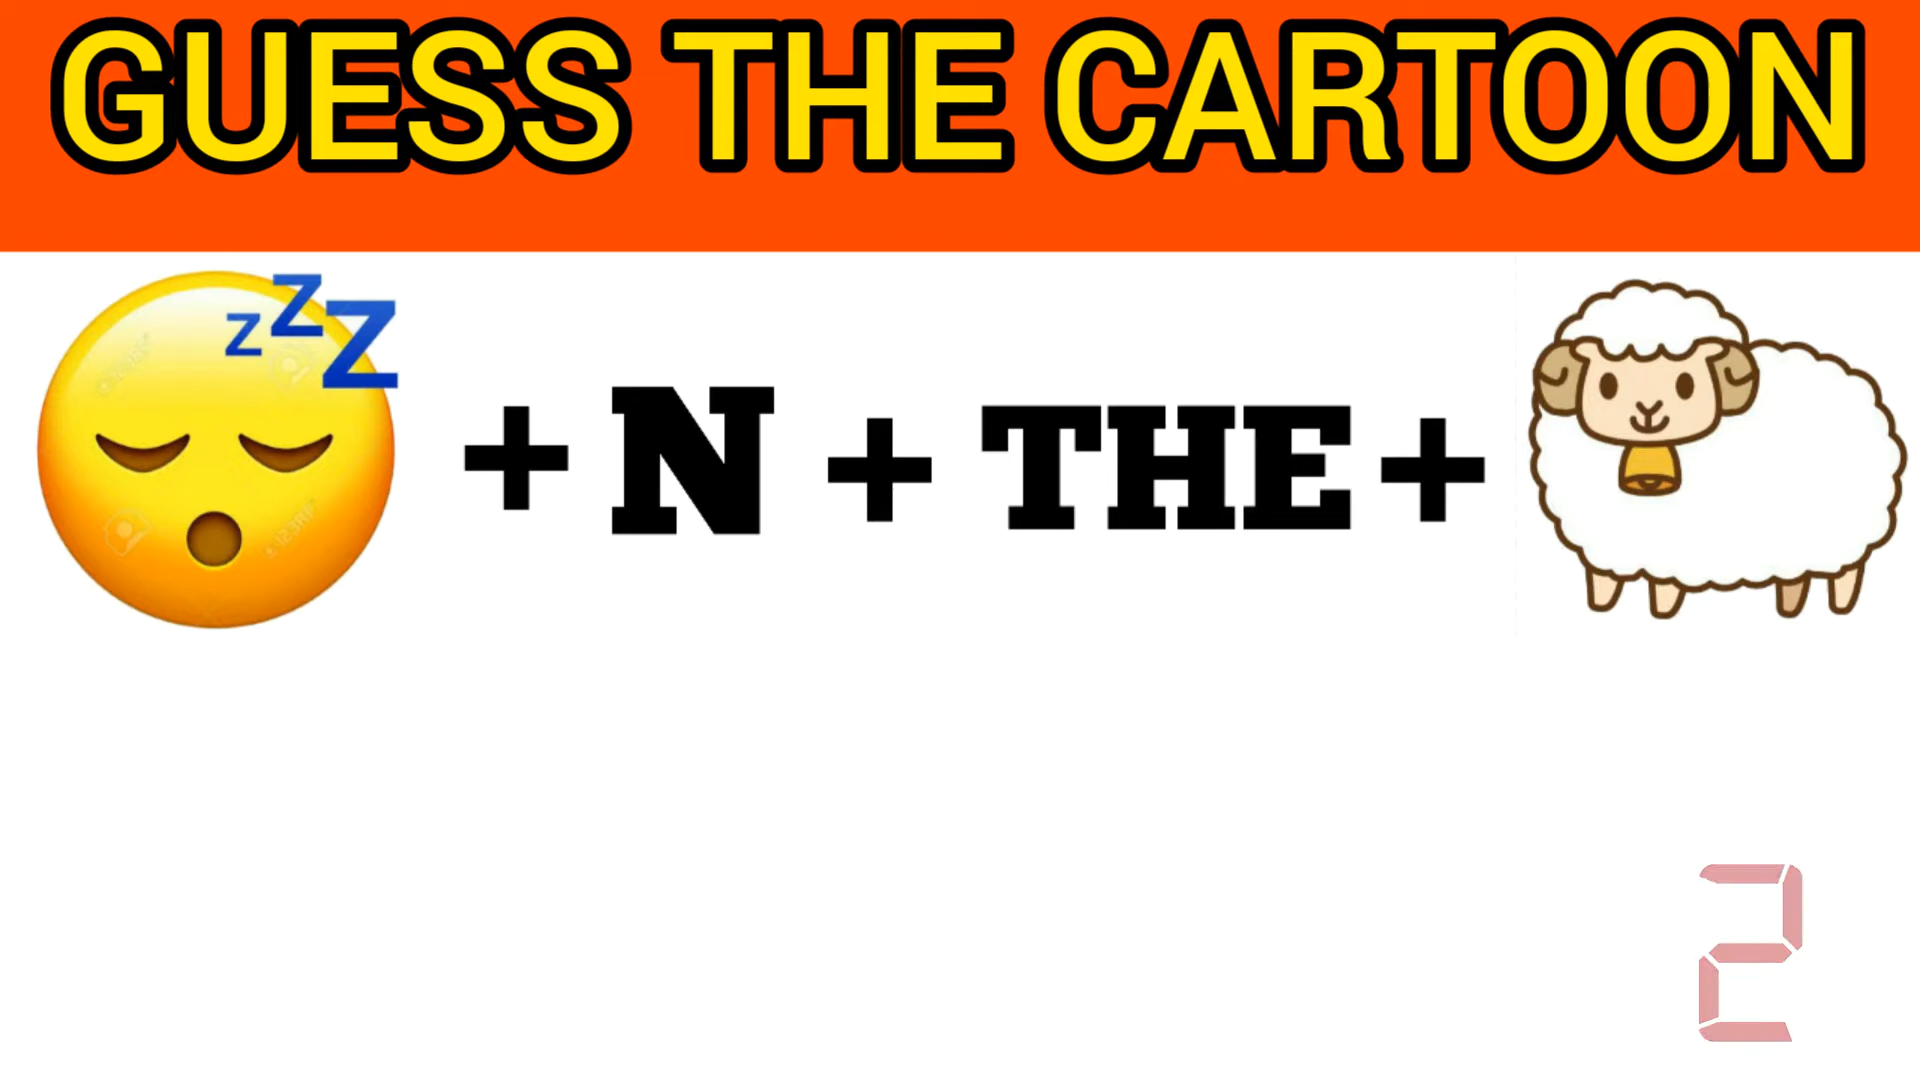 GUESS THE CARTOON
z z z
+ N + THE +
2